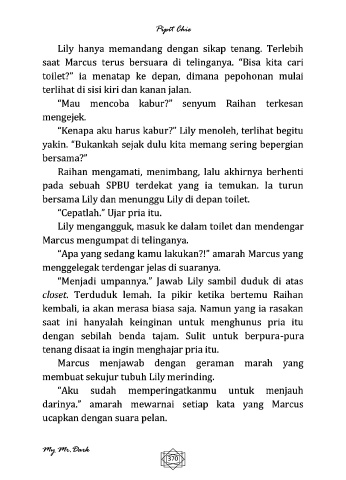 Pipit Chie
Lily hanya memandang dengan sikap tenang. Terlebih
saat Marcus terus bersuara di telinganya. “Bisa kita cari
toilet?” ia menatap ke depan, dimana pepohonan mulai
terlihat di sisi kiri dan kanan jalan.
“Mau mencoba kabur?” senyum Raihan terkesan
mengejek.
“Kenapa aku harus kabur?” Lily menoleh, terlihat begitu
yakin. “Bukankah sejak dulu kita memang sering bepergian
bersama?”
Raihan mengamati, menimbang, lalu akhirnya berhenti
pada sebuah SPBU terdekat yang ia temukan. Ia turun
bersama Lily dan menunggu Lily di depan toilet.
“Cepatlah.” Ujar pria itu.
Lily mengangguk, masuk ke dalam toilet dan mendengar
Marcus mengumpat di telinganya.
“Apa yang sedang kamu lakukan?!” amarah Marcus yang
menggelegak terdengar jelas di suaranya.
“Menjadi umpannya.” Jawab Lily sambil duduk di atas
closet. Terduduk lemah. Ia pikir ketika bertemu Raihan
kembali, ia akan merasa biasa saja. Namun yang ia rasakan
saat ini hanyalah keinginan untuk menghunus pria itu
dengan sebilah benda tajam. Sulit untuk berpura-pura
tenang disaat ia ingin menghajar pria itu.
Marcus menjawab dengan geraman marah yang
membuat sekujur tubuh Lily merinding.
“Aku sudah memperingatkanmu untuk menjauh
darinya.” amarah mewarnai setiap kata yang Marcus
ucapkan dengan suara pelan.
My Mr. Dark
370